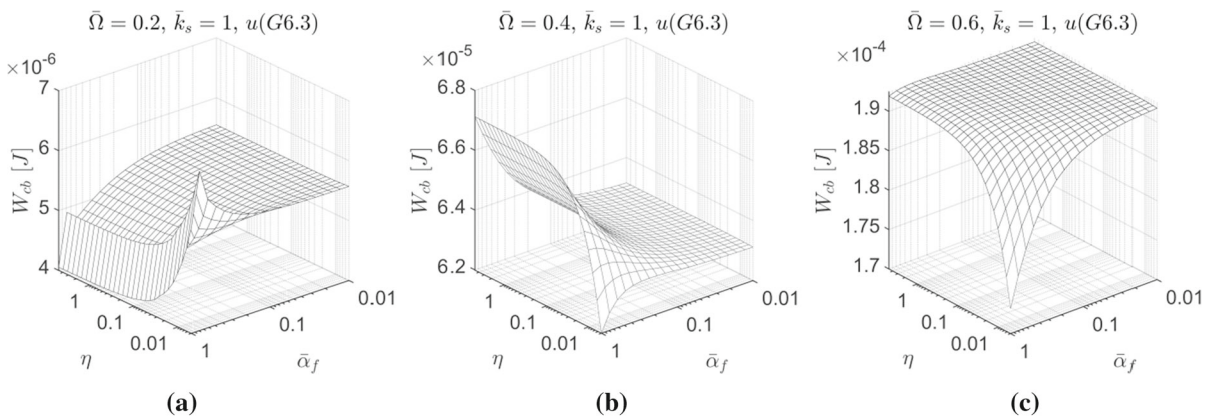 Ω̄ = 0.2, k̄ₛ = 1, u(G6.3)
×10⁻⁶
7
6
5
4
W_cb [J]
1
0.1
0.01
η
1
0.1
0.01
ᾱ_f
(a)
Ω̄ = 0.4, k̄ₛ = 1, u(G6.3)
×10⁻⁵
6.8
6.6
6.4
6.2
W_cb [J]
1
0.1
0.01
η
1
0.1
0.01
ᾱ_f
(b)
Ω̄ = 0.6, k̄ₛ = 1, u(G6.3)
×10⁻⁴
1.9
1.85
1.8
1.75
1.7
W_cb [J]
1
0.1
0.01
η
1
0.1
0.01
ᾱ_f
(c)